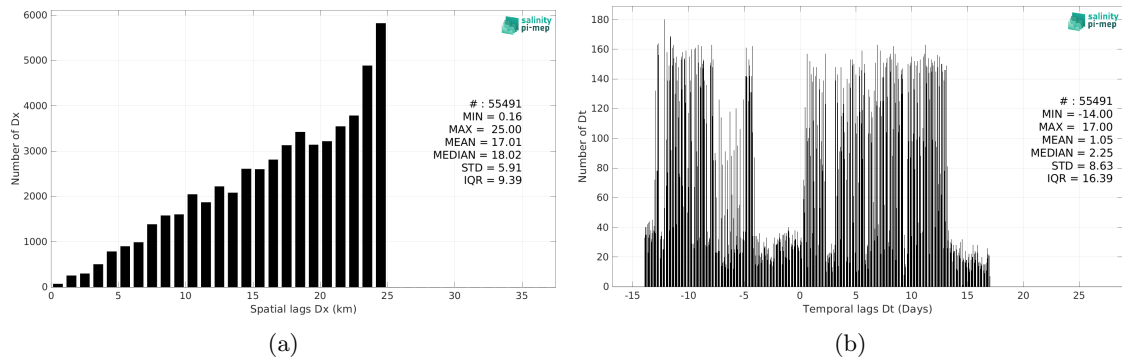 6000
5000
4000
3000
2000
1000
0
Number of Dx
0 5 10 15 20 25 30 35
Spatial lags Dx (km)
salinity
pi-mep
# : 55491
MIN = 0.16
MAX = 25.00
MEAN = 17.01
MEDIAN = 18.02
STD = 5.91
IQR = 9.39
(a)
180
160
140
120
100
80
60
40
20
0
Number of Dt
-15 -10 -5 0 5 10 15 20 25
Temporal lags Dt (Days)
salinity
pi-mep
# : 55491
MIN = -14.00
MAX = 17.00
MEAN = 1.05
MEDIAN = 2.25
STD = 8.63
IQR = 16.39
(b)